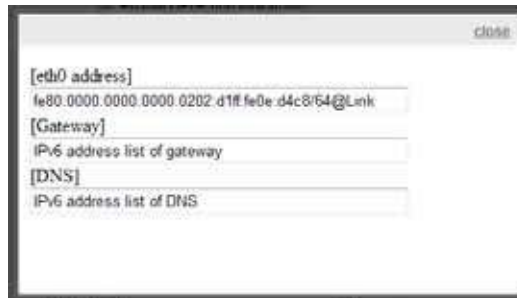 close
[eth0 address]
fe80:0000:0000:0000:0202:d1ff:fe0e:d4c8/64@Link
[Gateway]
IPv6 address list of gateway
[DNS]
IPv6 address list of DNS